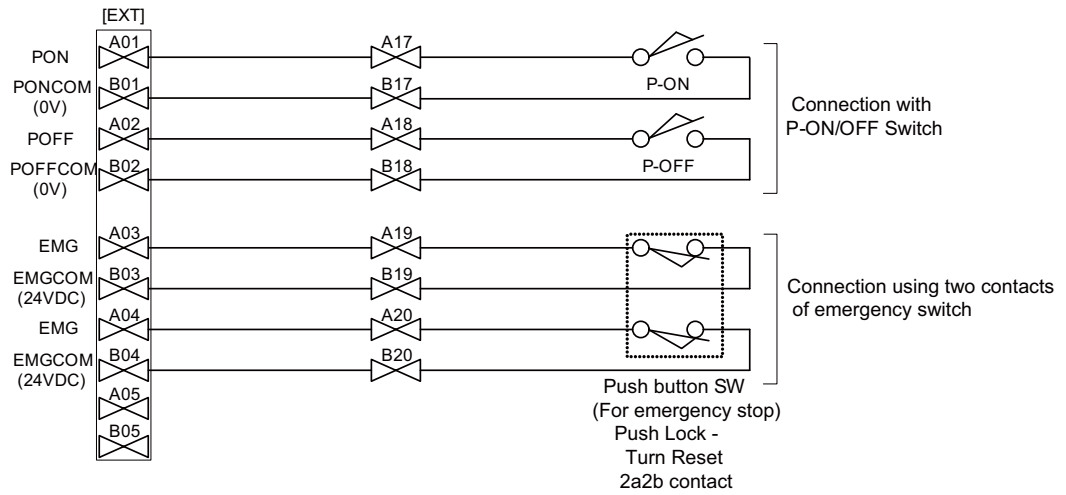 [EXT]
PON A01 A17
P-ON
PONCOM B01 B17
(0V)
Connection with
P-ON/OFF Switch
POFF A02 A18
P-OFF
POFFCOM B02 B18
(0V)
EMG A03 A19
EMGCOM B03 B19
(24VDC)
Connection using two contacts
of emergency switch
EMG A04 A20
EMGCOM B04 B20
(24VDC)
A05
B05
Push button SW
(For emergency stop)
Push Lock -
Turn Reset
2a2b contact